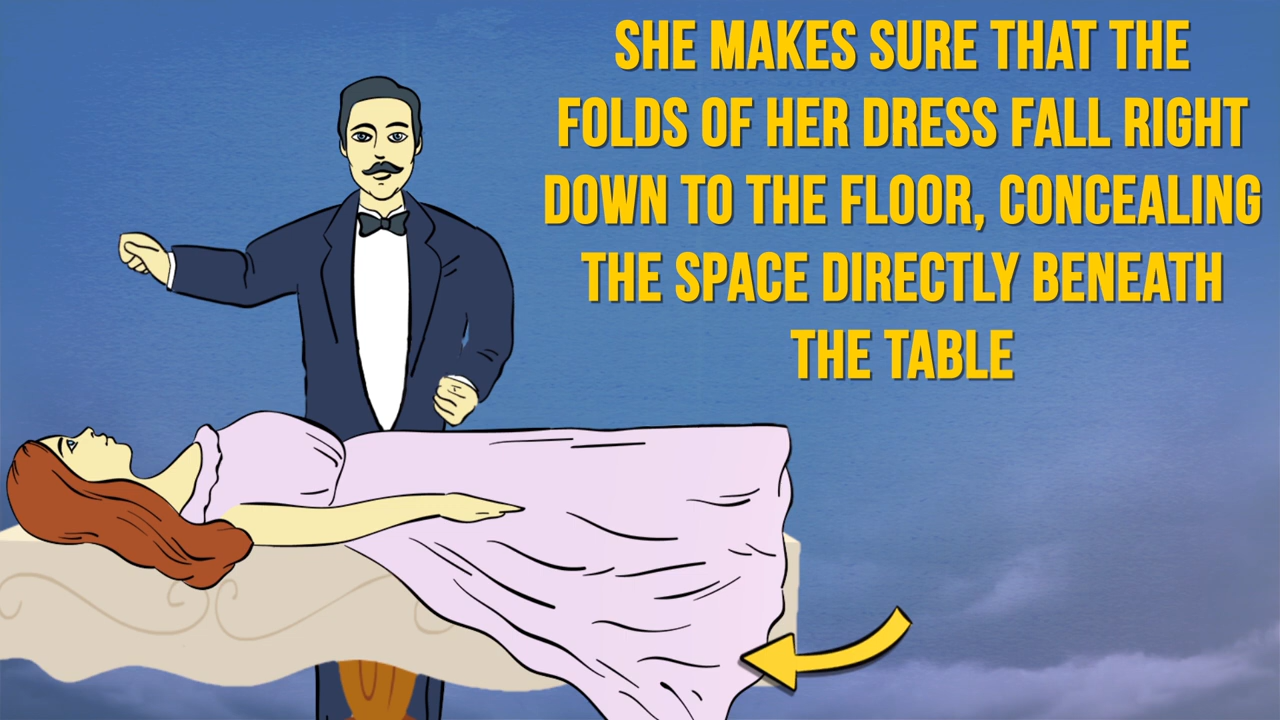 SHE MAKES SURE THAT THE
FOLDS OF HER DRESS FALL RIGHT
DOWN TO THE FLOOR, CONCEALING
THE SPACE DIRECTLY BENEATH
THE TABLE